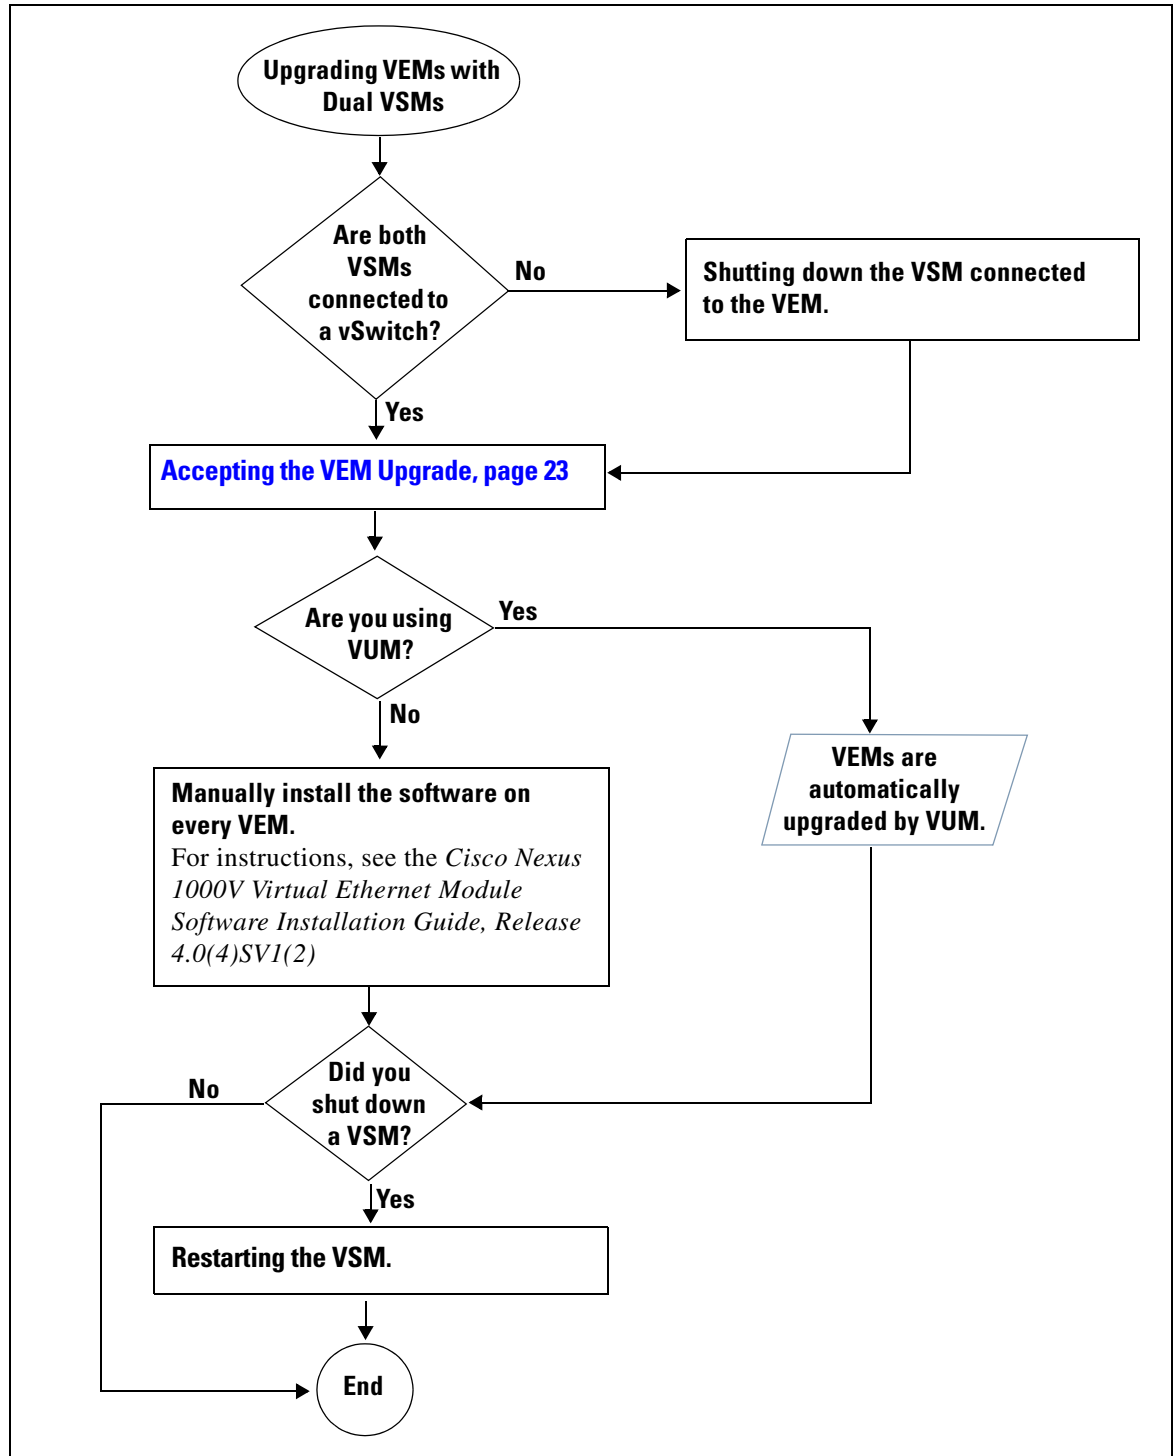 Upgrading VEMs with
Dual VSMs
Are both
VSMs
connected to
a vSwitch?
No
Shutting down the VSM connected
to the VEM.
Yes
Accepting the VEM Upgrade, page 23
Are you using
VUM?
Yes
No
VEMs are
automatically
upgraded by VUM.
Manually install the software on
every VEM.
For instructions, see the Cisco Nexus
1000V Virtual Ethernet Module
Software Installation Guide, Release
4.0(4)SV1(2)
Did you
shut down
a VSM?
No
Yes
Restarting the VSM.
End